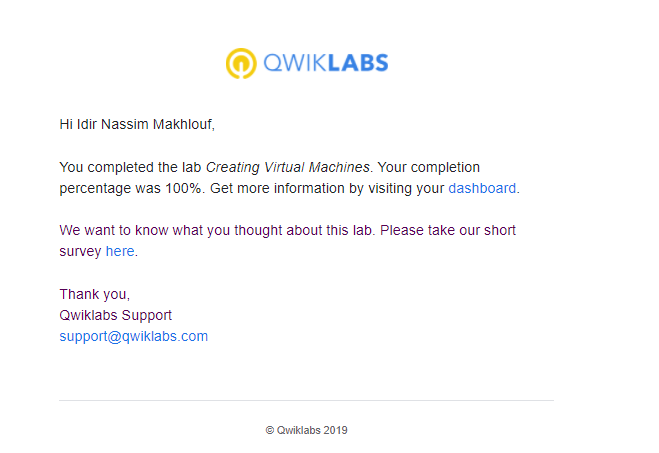 QWIKLABS
Hi Idir Nassim Makhlouf,
You completed the lab Creating Virtual Machines. Your completion
percentage was 100%. Get more information by visiting your dashboard.
We want to know what you thought about this lab. Please take our short
survey here.
Thank you,
Qwiklabs Support
support@qwiklabs.com
© Qwiklabs 2019